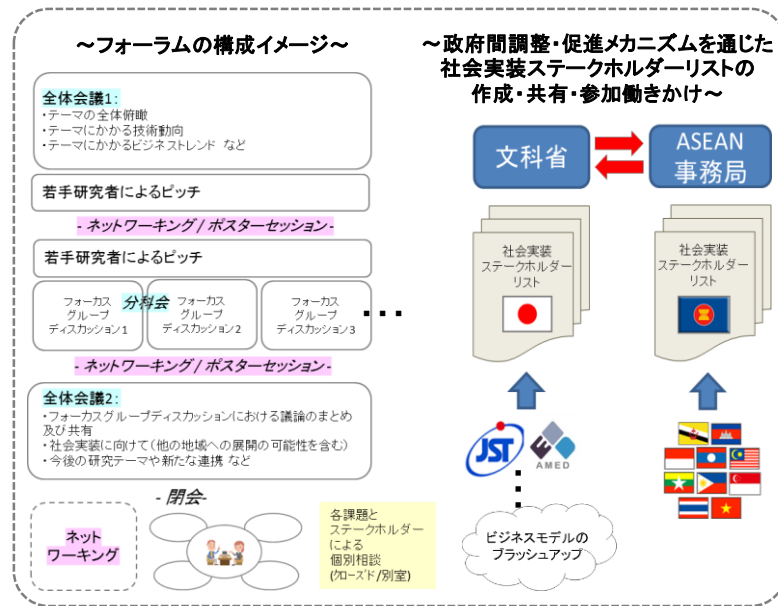 ～フォーラムの構成イメージ～
全体会議1：
・テーマの全体俯瞰
・テーマにかかる技術動向
・テーマにかかるビジネストレンド など
若手研究者によるピッチ
- ネットワーキング / ポスターセッション -
若手研究者によるピッチ
分科会
フォーカス
グループ
ディスカッション1
フォーカス
グループ
ディスカッション2
フォーカス
グループ
ディスカッション3
…
- ネットワーキング / ポスターセッション -
全体会議2：
・フォーカスグループディスカッションにおける議論のまとめ
及び共有
・社会実装に向けて（他の地域への展開の可能性を含む）
・今後の研究テーマや新たな連携 など
- 閉会-
ネット
ワーキング
各課題と
ステークホルダー
による
個別相談
(クローズド/別室)
～政府間調整・促進メカニズムを通じた
社会実装ステークホルダーリストの
作成・共有・参加働きかけ～
文科省
ASEAN
事務局
社会実装
ステークホルダー
リスト
社会実装
ステークホルダー
リスト
JST
AMED
ビジネスモデルの
ブラッシュアップ